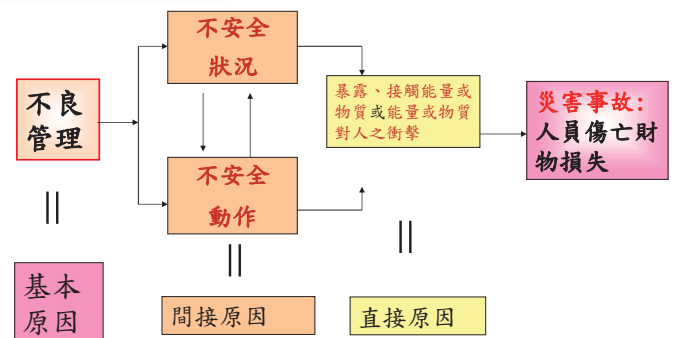 不安全
狀況
不良
管理
暴露、接觸能量或
物質或能量或物質
對人之衝擊
災害事故:
人員傷亡財
物損失
不安全
動作
基本
原因
間接原因
直接原因